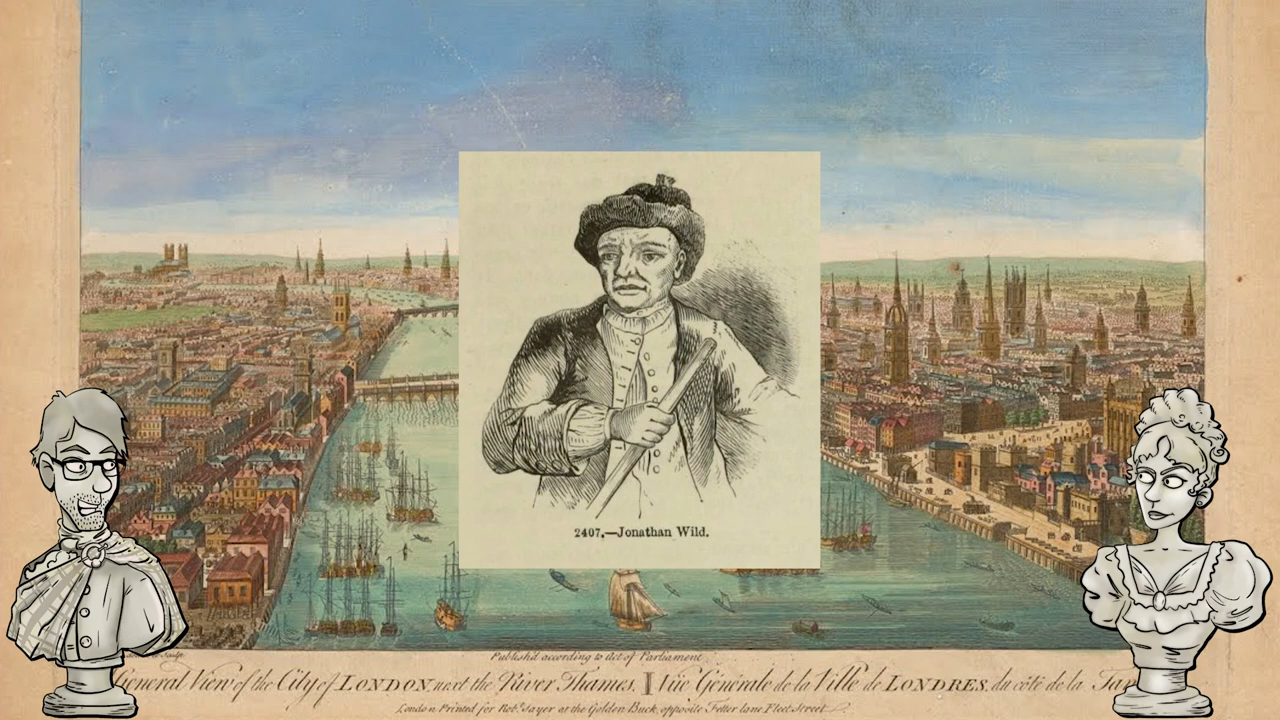 2407.—Jonathan Wild.
Publish'd according to Act of Parliament
General View of the City of LONDON, next the River Thames. Vüe Générale de la Ville de LONDRES, du côté de la
London Printed for Robt. Sayer at the Golden Buck opposite Fetter lane Fleet Street